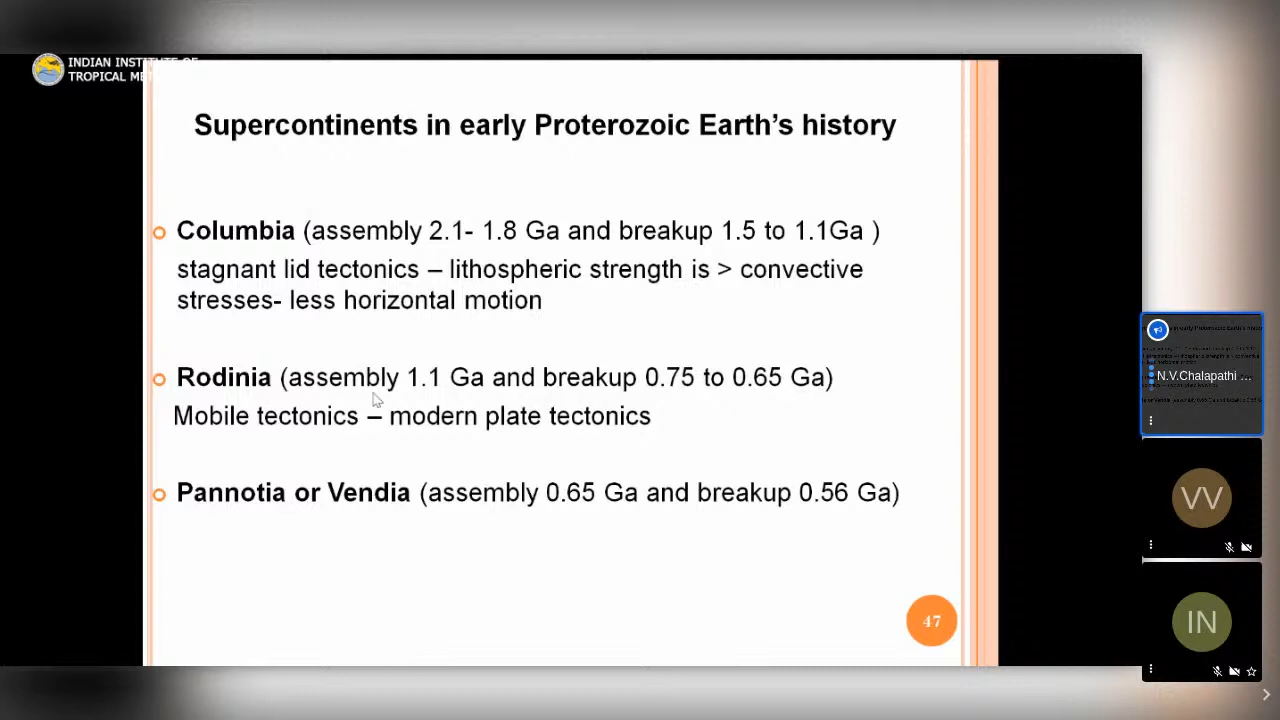 INDIAN INSTITUTE OF
TROPICAL ME
Supercontinents in early Proterozoic Earth's history
Columbia (assembly 2.1- 1.8 Ga and breakup 1.5 to 1.1Ga )
stagnant lid tectonics – lithospheric strength is > convective
stresses- less horizontal motion
Rodinia (assembly 1.1 Ga and breakup 0.75 to 0.65 Ga)
Mobile tectonics – modern plate tectonics
Pannotia or Vendia (assembly 0.65 Ga and breakup 0.56 Ga)
47
N.V.Chalapathi ...
VV
IN